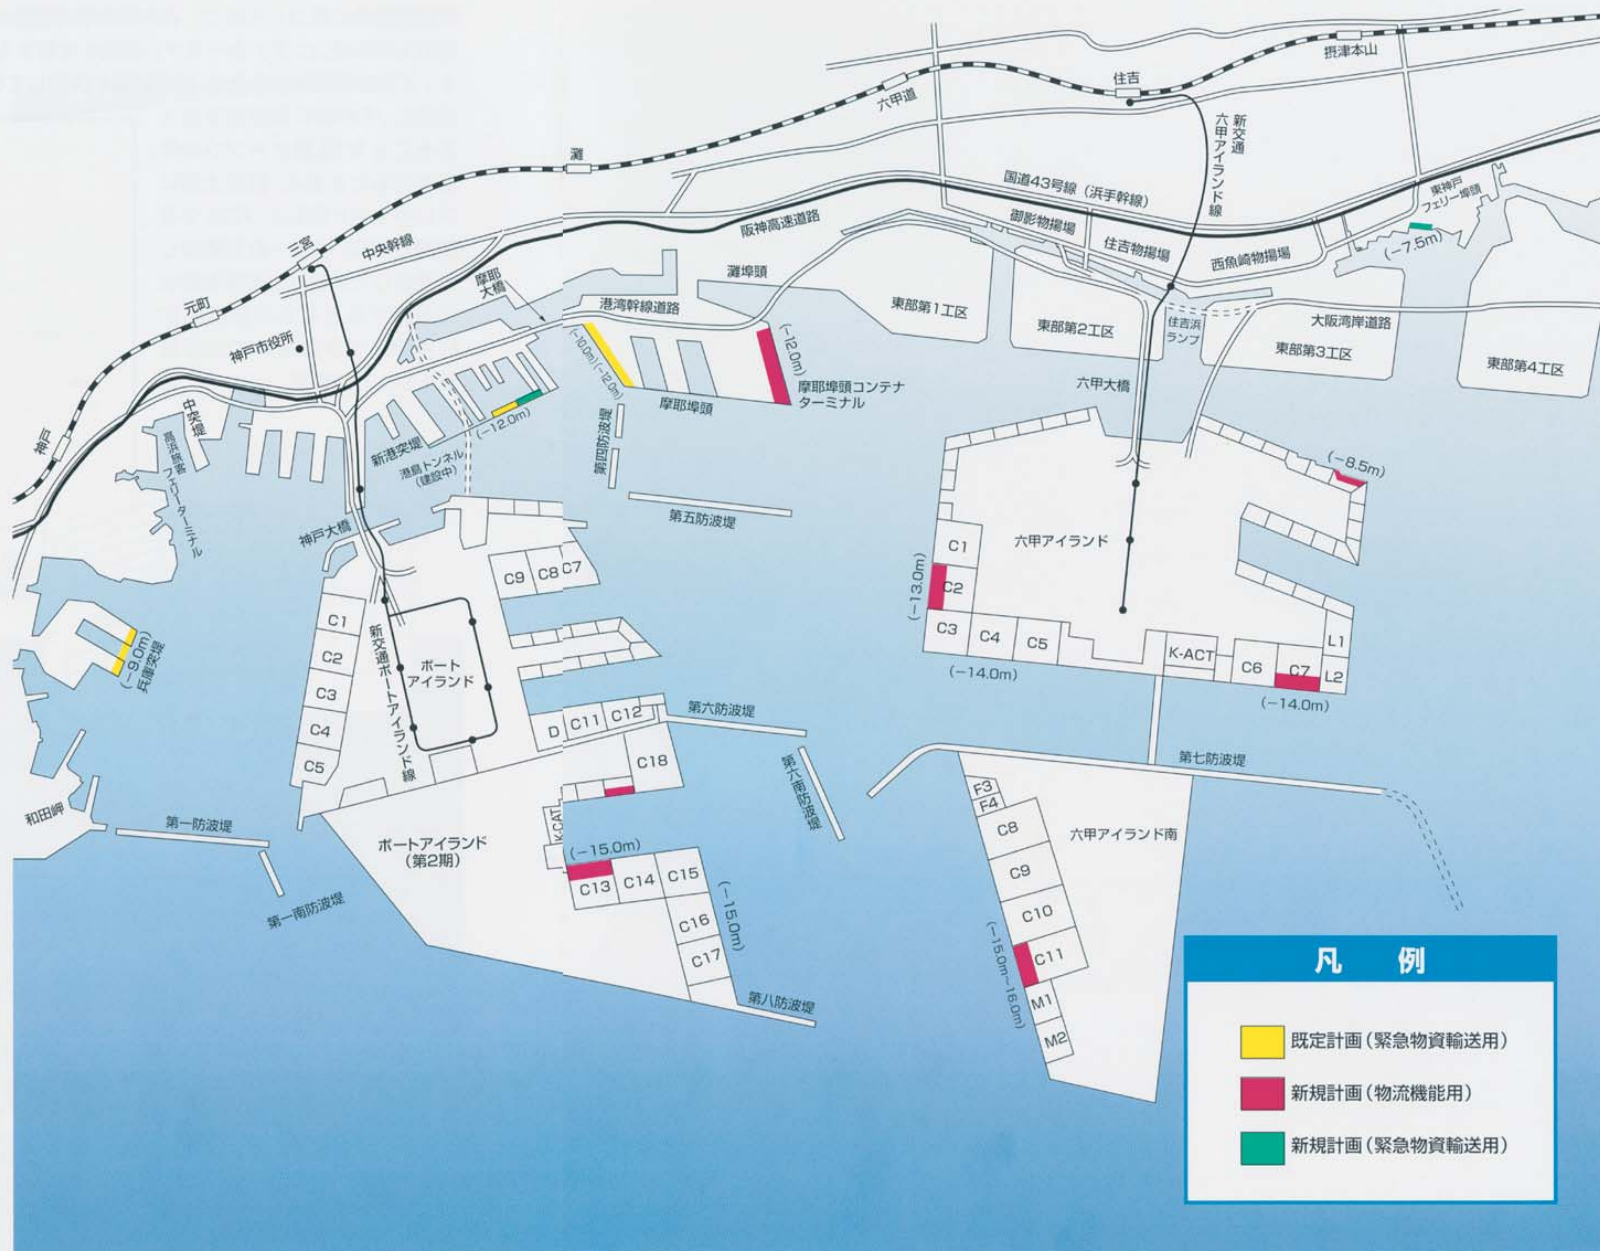 摂津本山
住吉
六甲道
新交通
六甲アイランド線
灘
国道43号線（浜手幹線）
東神戸
フェリー埠頭
(−7.5m)
御影物揚場
住吉物揚場
西魚崎物揚場
阪神高速道路
三宮
中央幹線
摩耶
大橋
灘埠頭
港湾幹線道路
東部第1工区
東部第2工区
住吉浜
ランプ
大阪湾岸道路
東部第3工区
東部第4工区
元町
神戸市役所
(−10.0m)
(−12.0m)
(−12.0m)
摩耶埠頭コンテナ
ターミナル
摩耶埠頭
六甲大橋
神戸
中突堤
高浜旅客
フェリーターミナル
新港突堤
(−12.0m)
港島トンネル
（建設中）
第四防波堤
第五防波堤
(−8.5m)
神戸大橋
六甲アイランド
C9
C8
C7
C1
C2
C3
C4
C5
(−13.0m)
(−14.0m)
K-ACT
C6
C7
L1
L2
(−14.0m)
(−9.0m)
兵庫突堤
C1
C2
C3
C4
C5
新交通ポートアイランド線
ポート
アイランド
D
C11
C12
C18
第六防波堤
第六南防波堤
第七防波堤
和田岬
第一防波堤
第一南防波堤
ポートアイランド
（第2期）
K-CAT
(−15.0m)
C13
C14
C15
C16
C17
(−15.0m)
第八防波堤
F3
F4
C8
C9
C10
C11
M1
M2
六甲アイランド南
(−15.0m〜16.0m)
凡　例
既定計画（緊急物資輸送用）
新規計画（物流機能用）
新規計画（緊急物資輸送用）